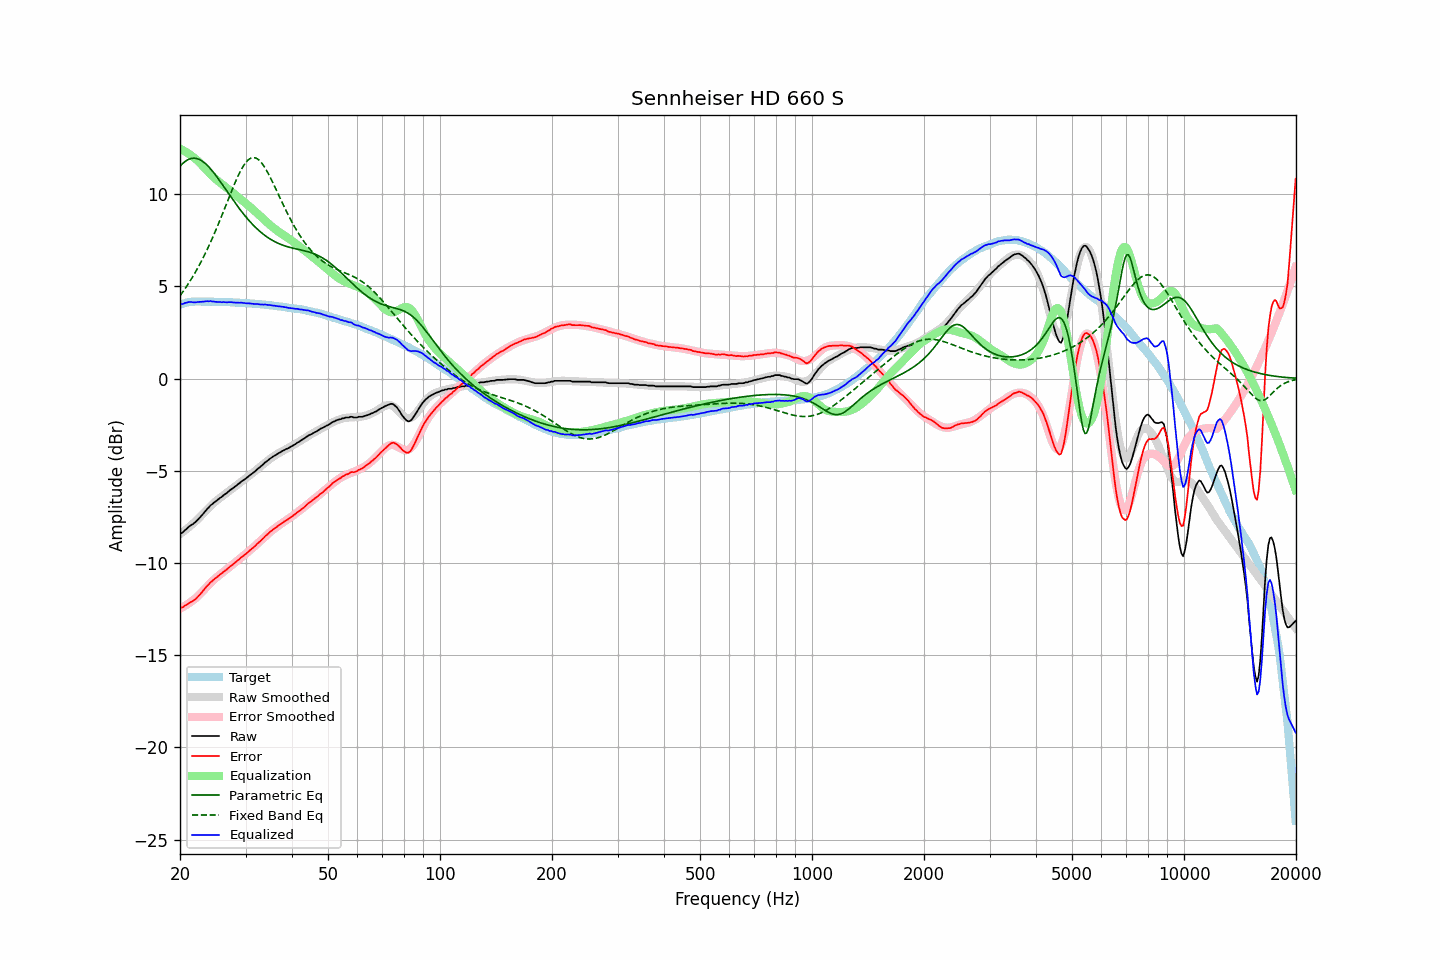 Sennheiser HD 660 S
Amplitude (dBr)
10
5
0
−5
−10
−15
−20
−25
Target
Raw Smoothed
Error Smoothed
Raw
Error
Equalization
Parametric Eq
Fixed Band Eq
Equalized
20 50 100 200 500 1000 2000 5000 10000 20000
Frequency (Hz)